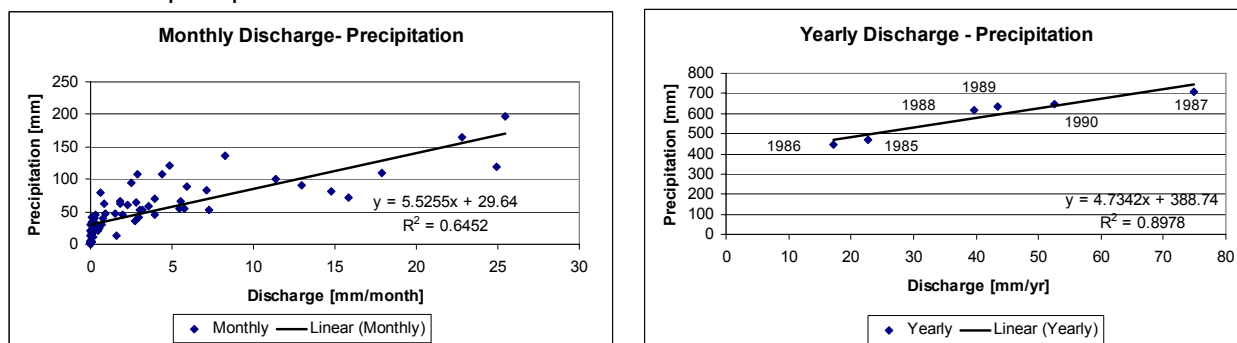 Monthly Discharge- Precipitation
250
200
150
100
50
0
Precipitation [mm]
y = 5.5255x + 29.64
R² = 0.6452
0 5 10 15 20 25 30
Discharge [mm/month]
Monthly Linear (Monthly)
Yearly Discharge - Precipitation
800
700
600
500
400
300
200
100
0
Precipitation [mm]
1989
1988
1987
1990
1986
1985
y = 4.7342x + 388.74
R² = 0.8978
0 10 20 30 40 50 60 70 80
Discharge [mm/yr]
Yearly Linear (Yearly)